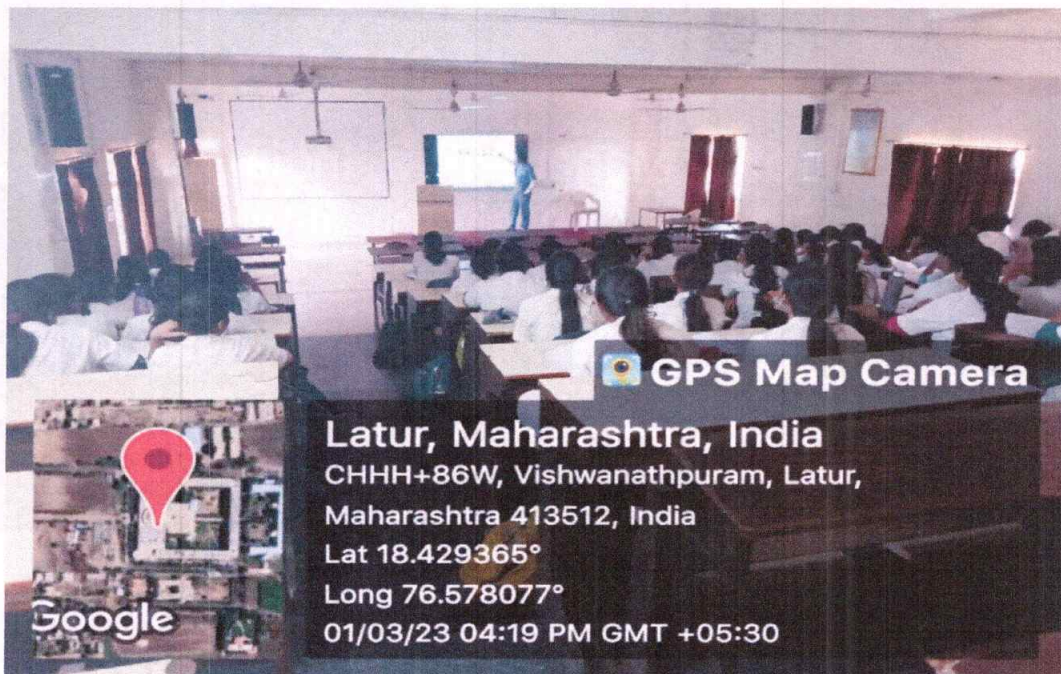 GPS Map Camera
Latur, Maharashtra, India
CHHH+86W, Vishwanathpuram, Latur,
Maharashtra 413512, India
Lat 18.429365°
Long 76.578077°
01/03/23 04:19 PM GMT +05:30
Google